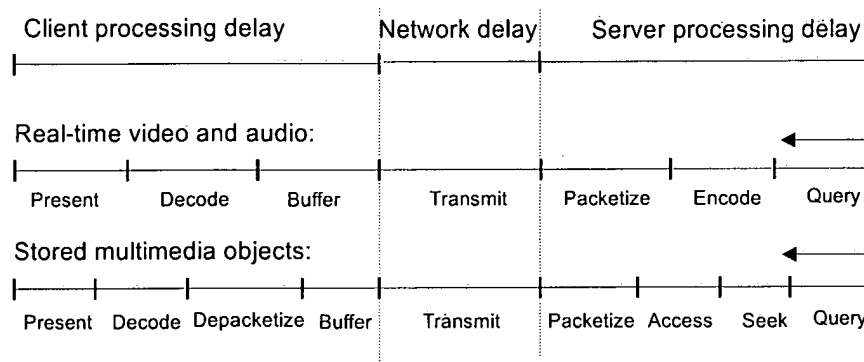 Client processing delay Network delay Server processing delay
Real-time video and audio:
Present Decode Buffer Transmit Packetize Encode Query
Stored multimedia objects:
Present Decode Depacketize Buffer Transmit Packetize Access Seek Query